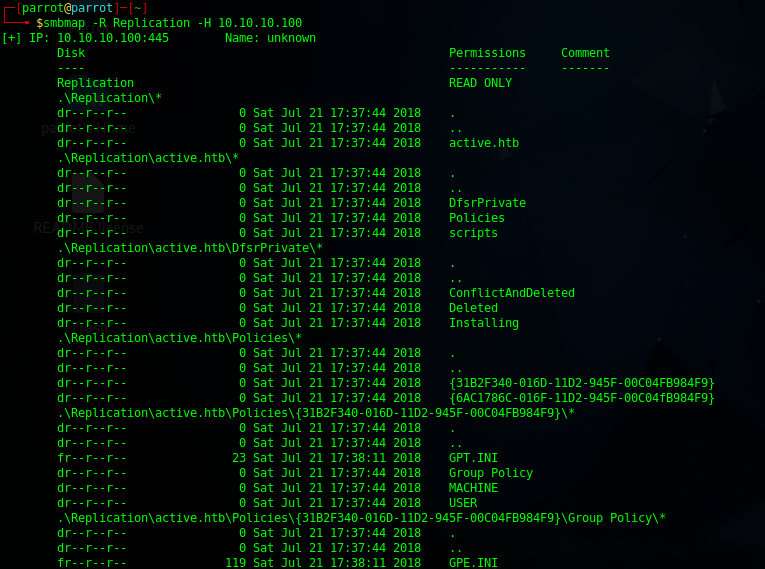 ┌─[parrot@parrot]─[~]
└──╼ $smbmap -R Replication -H 10.10.10.100
[+] IP: 10.10.10.100:445        Name: unknown
        Disk                                                    Permissions     Comment
        ----                                                    -----------     -------
        Replication                                             READ ONLY
        .\Replication\*
        dr--r--r--                0 Sat Jul 21 17:37:44 2018    .
        dr--r--r--                0 Sat Jul 21 17:37:44 2018    ..
        dr--r--r--                0 Sat Jul 21 17:37:44 2018    active.htb
        .\Replication\active.htb\*
        dr--r--r--                0 Sat Jul 21 17:37:44 2018    .
        dr--r--r--                0 Sat Jul 21 17:37:44 2018    ..
        dr--r--r--                0 Sat Jul 21 17:37:44 2018    DfsrPrivate
        dr--r--r--                0 Sat Jul 21 17:37:44 2018    Policies
        dr--r--r--                0 Sat Jul 21 17:37:44 2018    scripts
        .\Replication\active.htb\DfsrPrivate\*
        dr--r--r--                0 Sat Jul 21 17:37:44 2018    .
        dr--r--r--                0 Sat Jul 21 17:37:44 2018    ..
        dr--r--r--                0 Sat Jul 21 17:37:44 2018    ConflictAndDeleted
        dr--r--r--                0 Sat Jul 21 17:37:44 2018    Deleted
        dr--r--r--                0 Sat Jul 21 17:37:44 2018    Installing
        .\Replication\active.htb\Policies\*
        dr--r--r--                0 Sat Jul 21 17:37:44 2018    .
        dr--r--r--                0 Sat Jul 21 17:37:44 2018    ..
        dr--r--r--                0 Sat Jul 21 17:37:44 2018    {31B2F340-016D-11D2-945F-00C04FB984F9}
        dr--r--r--                0 Sat Jul 21 17:37:44 2018    {6AC1786C-016F-11D2-945F-00C04fB984F9}
        .\Replication\active.htb\Policies\{31B2F340-016D-11D2-945F-00C04FB984F9}\*
        dr--r--r--                0 Sat Jul 21 17:37:44 2018    .
        dr--r--r--                0 Sat Jul 21 17:37:44 2018    ..
        fr--r--r--               23 Sat Jul 21 17:38:11 2018    GPT.INI
        dr--r--r--                0 Sat Jul 21 17:37:44 2018    Group Policy
        dr--r--r--                0 Sat Jul 21 17:37:44 2018    MACHINE
        dr--r--r--                0 Sat Jul 21 17:37:44 2018    USER
        .\Replication\active.htb\Policies\{31B2F340-016D-11D2-945F-00C04FB984F9}\Group Policy\*
        dr--r--r--                0 Sat Jul 21 17:37:44 2018    .
        dr--r--r--                0 Sat Jul 21 17:37:44 2018    ..
        fr--r--r--              119 Sat Jul 21 17:38:11 2018    GPE.INI